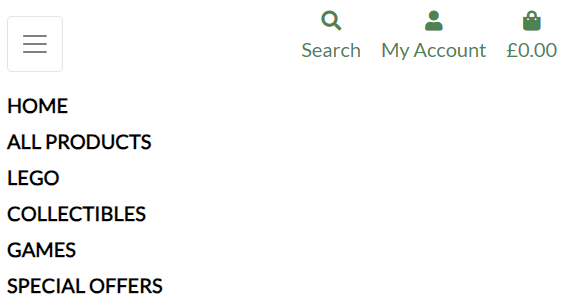 Search My Account £0.00
HOME
ALL PRODUCTS
LEGO
COLLECTIBLES
GAMES
SPECIAL OFFERS